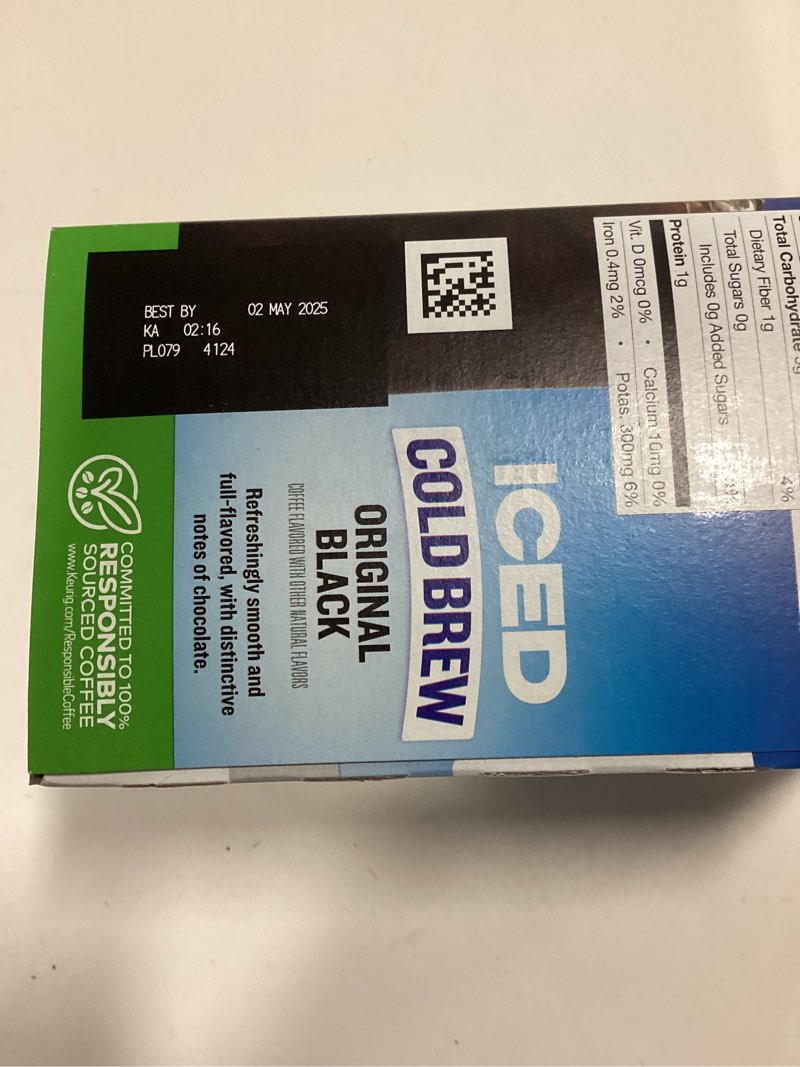 BEST BY 02 MAY 2025
KA 02:16
PL079 4124
Total Carbohydrate
Dietary Fiber 1g
4%
Total Sugars 0g
Includes 0g Added Sugars
Protein 1g
Vit. D 0mcg 0% • Calcium 10mg 0%
Iron 0.4mg 2% • Potas. 300mg 6%
ICED
COLD BREW
ORIGINAL
BLACK
COFFEE FLAVORED WITH OTHER NATURAL FLAVORS
Refreshingly smooth and
full-flavored, with distinctive
notes of chocolate.
COMMITTED TO 100%
RESPONSIBLY
SOURCED COFFEE
www.Keurig.com/ResponsibleCoffee